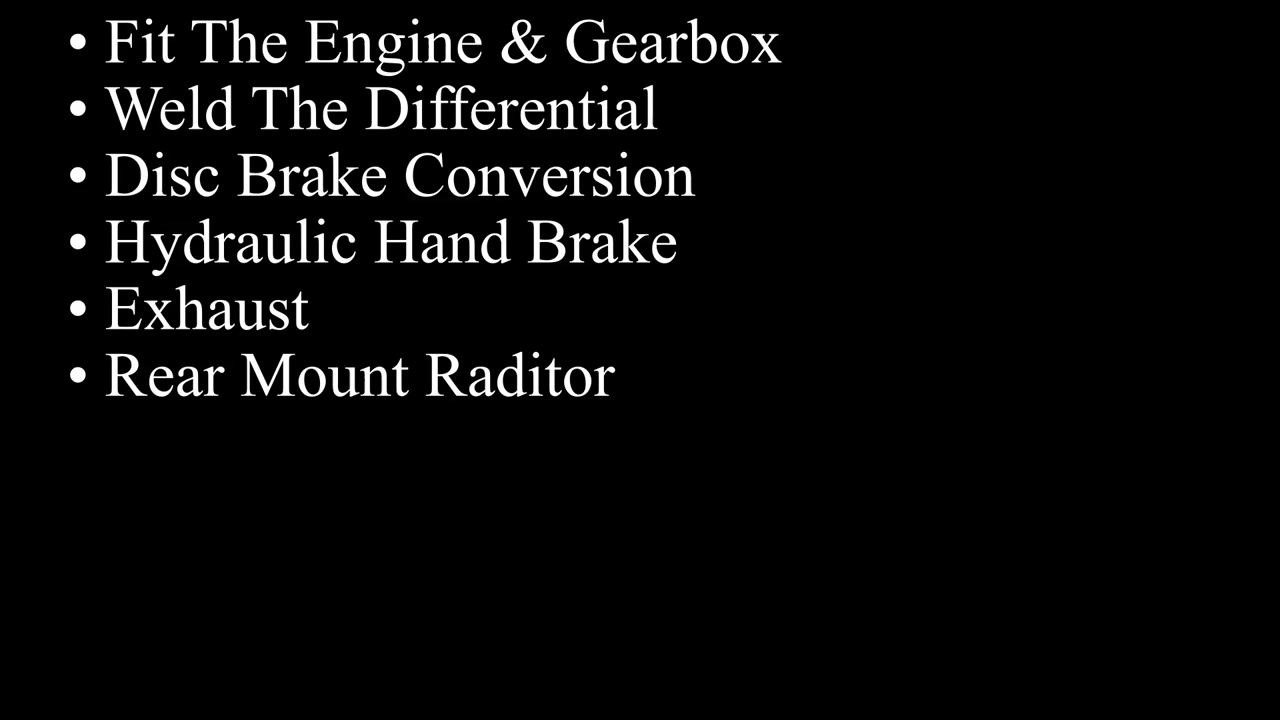 • Fit The Engine & Gearbox
• Weld The Differential
• Disc Brake Conversion
• Hydraulic Hand Brake
• Exhaust
• Rear Mount Raditor